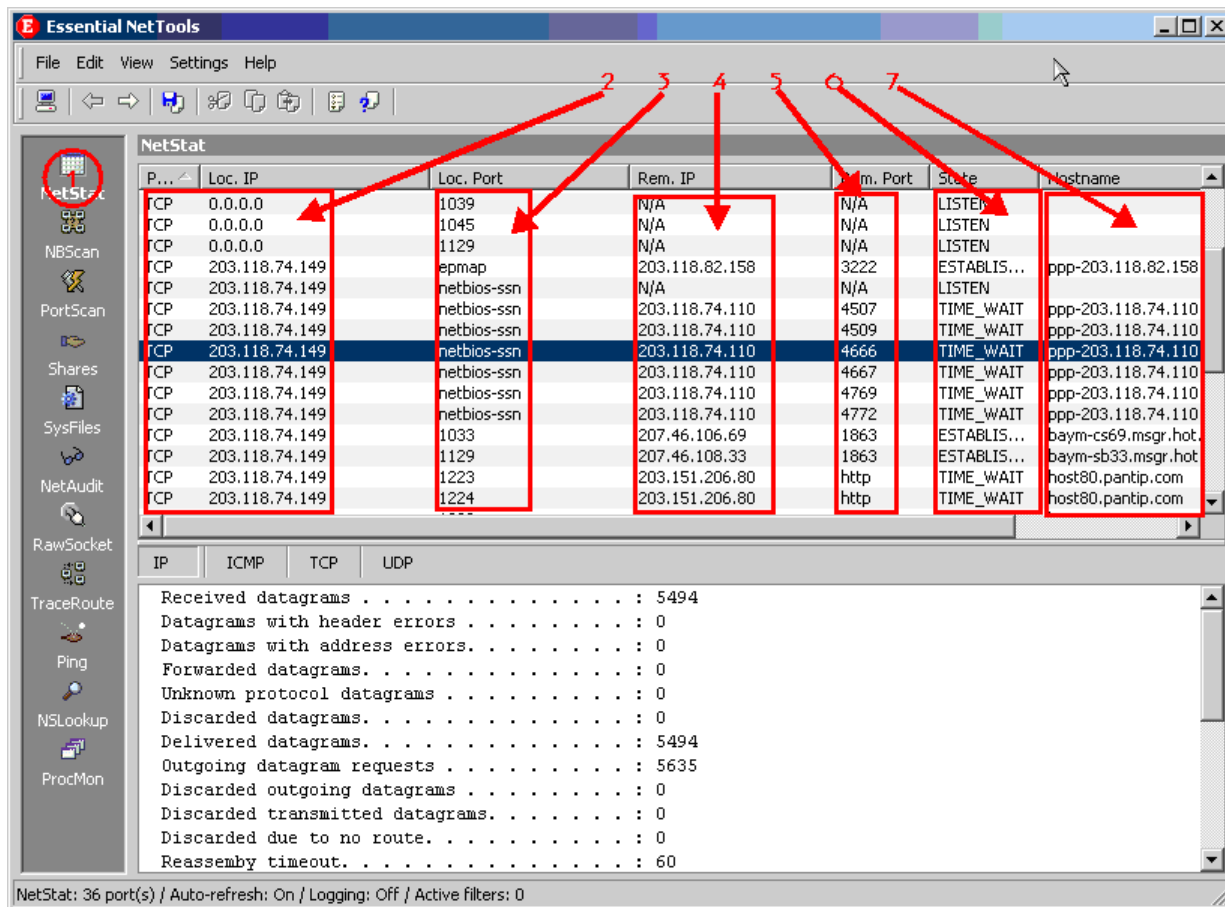 Essential NetTools
File Edit View Settings Help
2 3 4 5 6 7
NetStat
P... Loc. IP Loc. Port Rem. IP Rem. Port State Hostname
TCP 0.0.0.0 1039 N/A N/A LISTEN
TCP 0.0.0.0 1045 N/A N/A LISTEN
TCP 0.0.0.0 1129 N/A N/A LISTEN
TCP 203.118.74.149 epmap 203.118.82.158 3222 ESTABLIS... ppp-203.118.82.158
TCP 203.118.74.149 netbios-ssn N/A N/A LISTEN
TCP 203.118.74.149 netbios-ssn 203.118.74.110 4507 TIME_WAIT ppp-203.118.74.110
TCP 203.118.74.149 netbios-ssn 203.118.74.110 4509 TIME_WAIT ppp-203.118.74.110
TCP 203.118.74.149 netbios-ssn 203.118.74.110 4666 TIME_WAIT ppp-203.118.74.110
TCP 203.118.74.149 netbios-ssn 203.118.74.110 4667 TIME_WAIT ppp-203.118.74.110
TCP 203.118.74.149 netbios-ssn 203.118.74.110 4769 TIME_WAIT ppp-203.118.74.110
TCP 203.118.74.149 netbios-ssn 203.118.74.110 4772 TIME_WAIT ppp-203.118.74.110
TCP 203.118.74.149 1033 207.46.106.69 1863 ESTABLIS... baym-cs69.msgr.hot.
TCP 203.118.74.149 1129 207.46.108.33 1863 ESTABLIS... baym-sb33.msgr.hot
TCP 203.118.74.149 1223 203.151.206.80 http TIME_WAIT host80.pantip.com
TCP 203.118.74.149 1224 203.151.206.80 http TIME_WAIT host80.pantip.com
1
NetStat
NBScan
PortScan
Shares
SysFiles
NetAudit
RawSocket
TraceRoute
Ping
NSLookup
ProcMon
IP ICMP TCP UDP
Received datagrams . . . . . . . . . . . . . . : 5494
Datagrams with header errors . . . . . . . . . : 0
Datagrams with address errors. . . . . . . . . : 0
Forwarded datagrams. . . . . . . . . . . . . . : 0
Unknown protocol datagrams . . . . . . . . . . : 0
Discarded datagrams. . . . . . . . . . . . . . : 0
Delivered datagrams. . . . . . . . . . . . . . : 5494
Outgoing datagram requests . . . . . . . . . . : 5635
Discarded outgoing datagrams . . . . . . . . . : 0
Discarded transmitted datagrams. . . . . . . . : 0
Discarded due to no route. . . . . . . . . . . : 0
Reassemby timeout. . . . . . . . . . . . . . . : 60
NetStat: 36 port(s) / Auto-refresh: On / Logging: Off / Active filters: 0